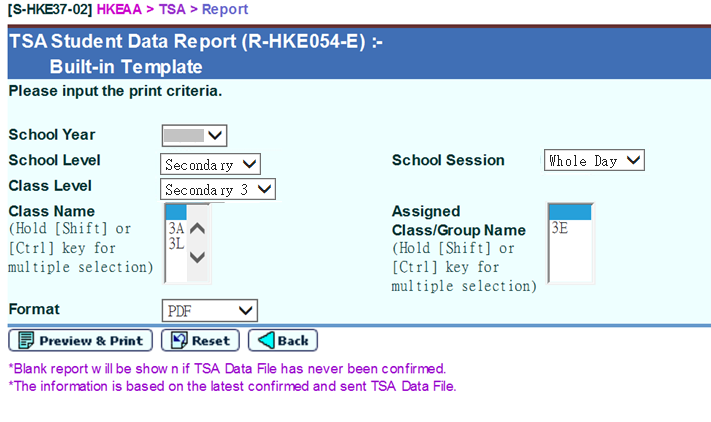 [S-HKE37-02] HKEAA > TSA > Report
TSA Student Data Report (R-HKE054-E) :-
Built-in Template
Please input the print criteria.
School Year
School Level Secondary School Session Whole Day
Class Level Secondary 3
Class Name Assigned
(Hold [Shift] or 3A Class/Group Name 3E
[Ctrl] key for 3L (Hold [Shift] or
multiple selection) [Ctrl] key for
multiple selection)
Format PDF
Preview & Print Reset Back
*Blank report will be shown if TSA Data File has never been confirmed.
*The information is based on the latest confirmed and sent TSA Data File.